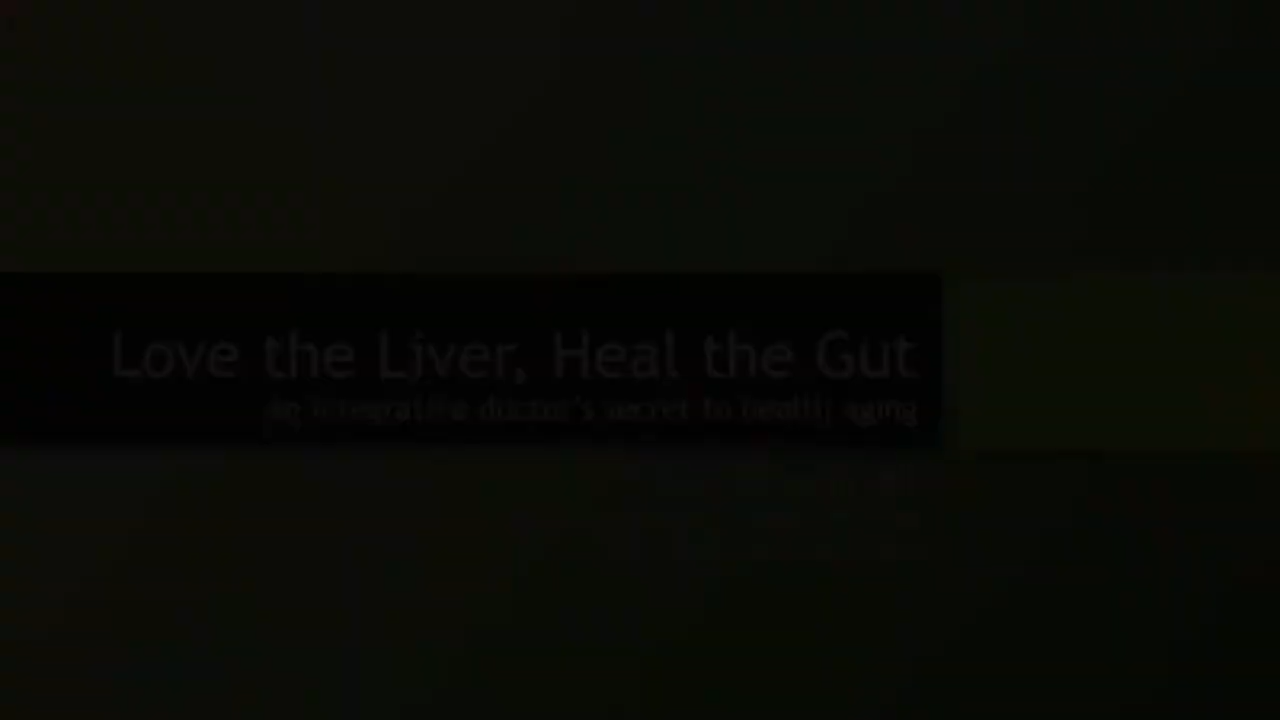 Love the Liver, Heal the Gut
an integrative doctor's secret to healthy aging